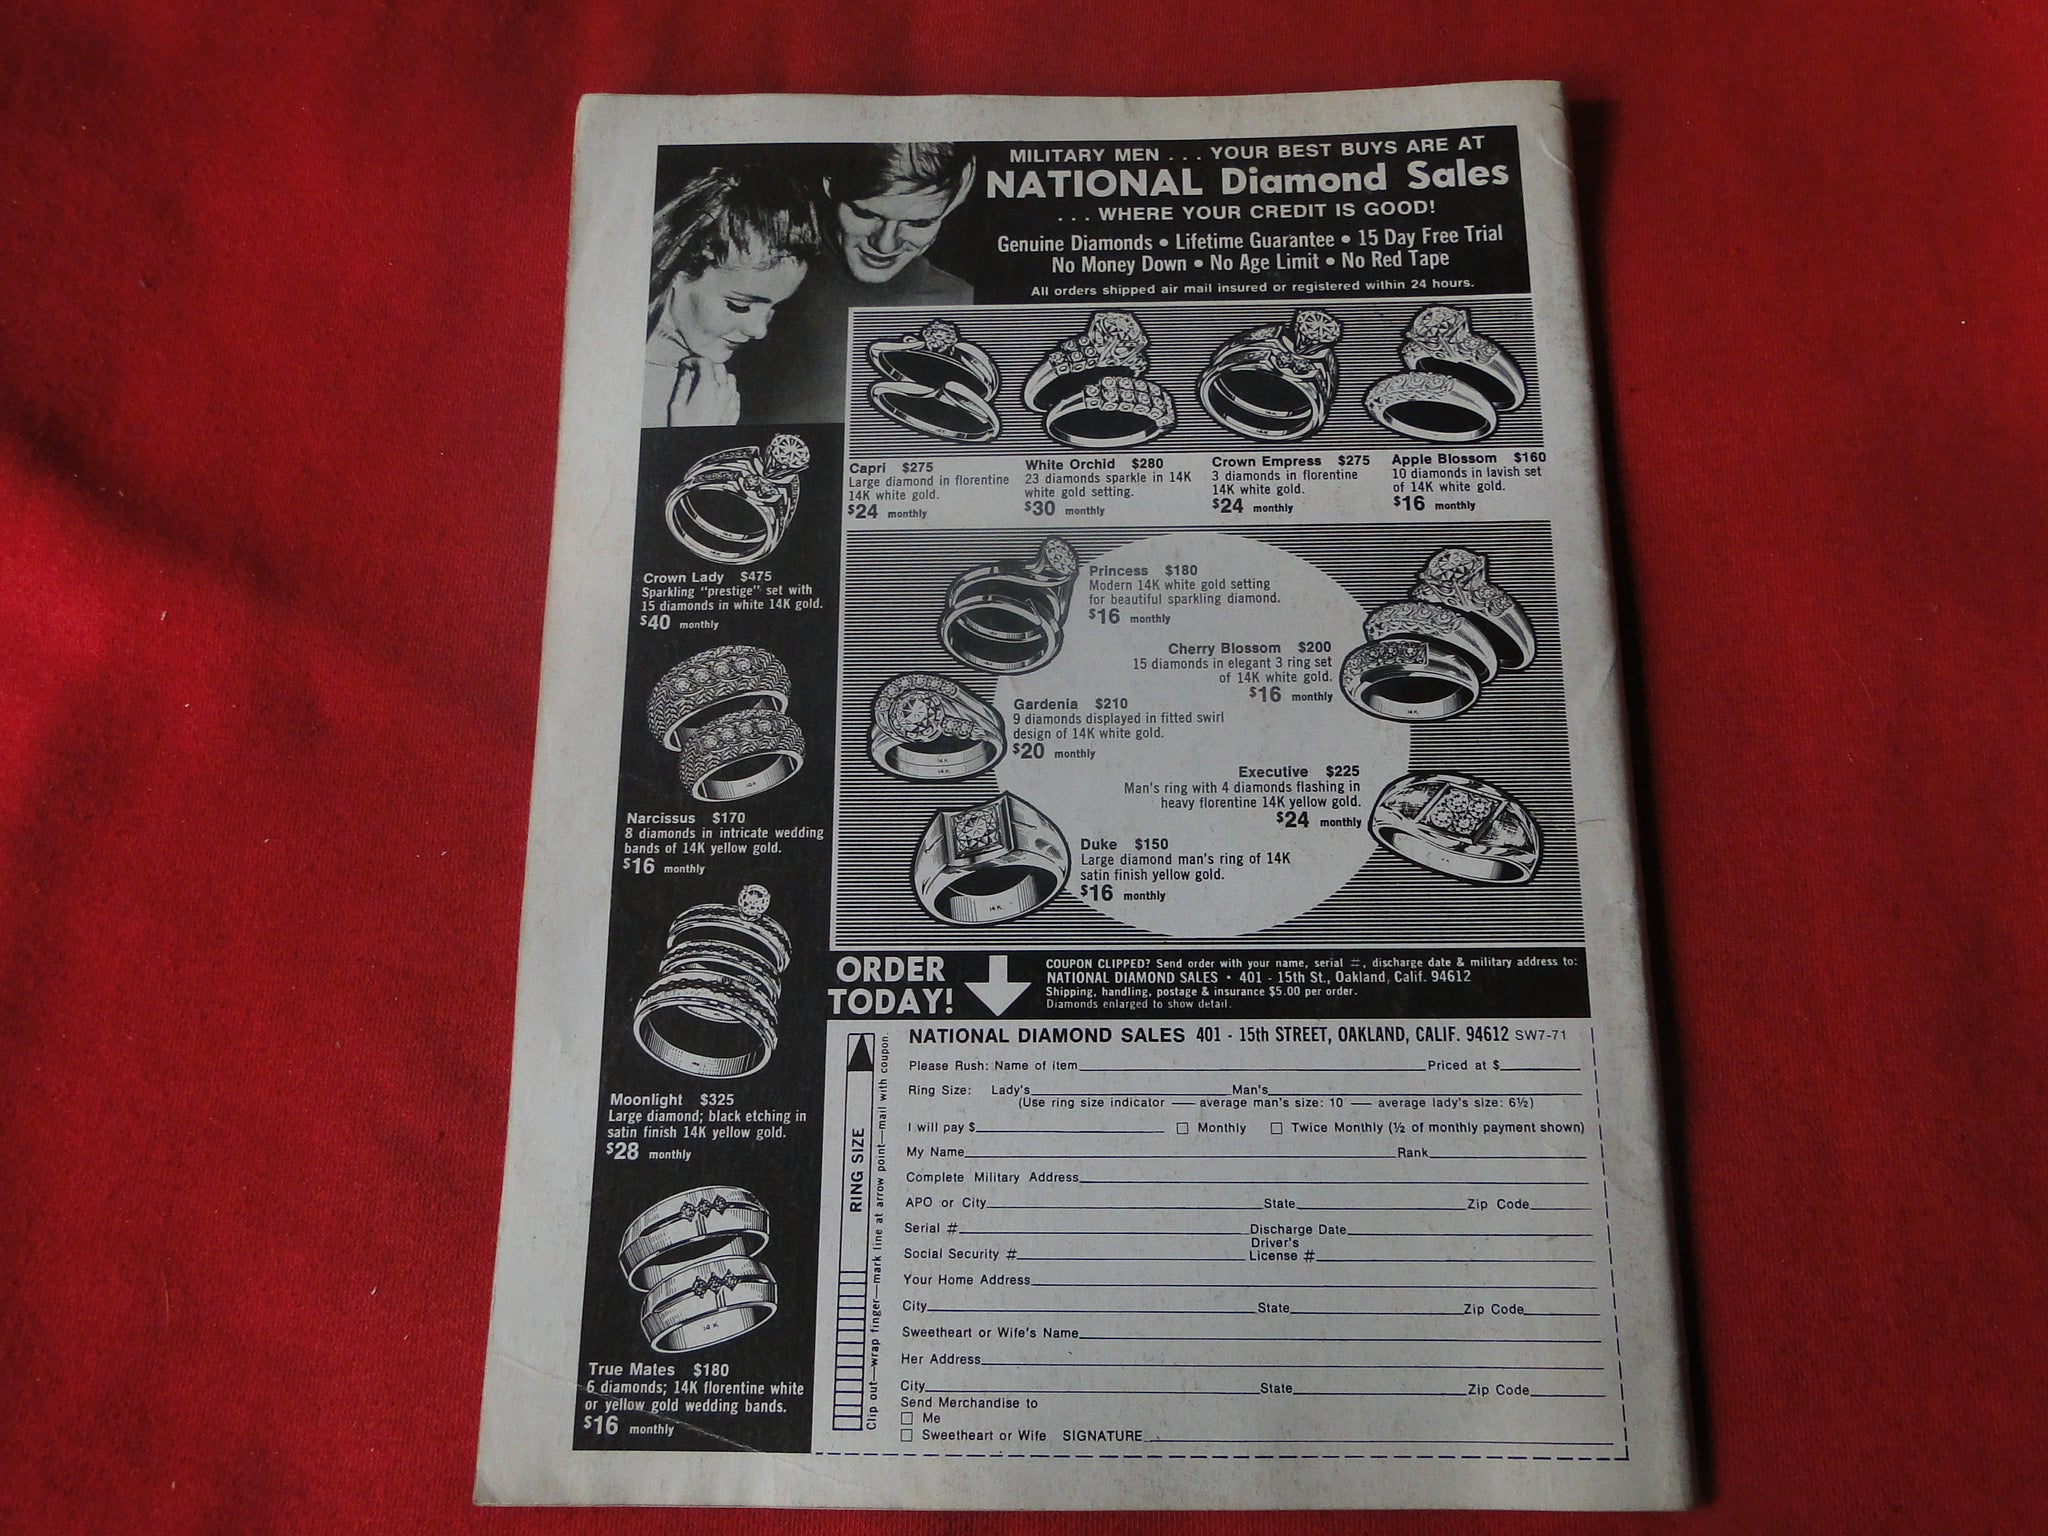 MILITARY MEN . . . YOUR BEST BUYS ARE AT
NATIONAL Diamond Sales
. . . WHERE YOUR CREDIT IS GOOD!
Genuine Diamonds • Lifetime Guarantee • 15 Day Free Trial
No Money Down • No Age Limit • No Red Tape
All orders shipped air mail insured or registered within 24 hours.
Capri $275
Large diamond in florentine
14K white gold.
$24 monthly
White Orchid $280
23 diamonds sparkle in 14K
white gold setting.
$30 monthly
Crown Empress $275
3 diamonds in florentine
14K white gold.
$24 monthly
Apple Blossom $160
10 diamonds in lavish set
of 14K white gold.
$16 monthly
Crown Lady $475
Sparkling "prestige" set with
15 diamonds in white 14K gold.
$40 monthly
Narcissus $170
8 diamonds in intricate wedding
bands of 14K yellow gold.
$16 monthly
Moonlight $325
Large diamond; black etching in
satin finish 14K yellow gold.
$28 monthly
14K
True Mates $180
6 diamonds; 14K florentine white
or yellow gold wedding bands.
$16 monthly
Princess $180
Modern 14K white gold setting
for beautiful sparkling diamond.
$16 monthly
Cherry Blossom $200
15 diamonds in elegant 3 ring set
of 14K white gold.
$16 monthly
Gardenia $210
9 diamonds displayed in fitted swirl
design of 14K white gold.
$20 monthly
14K
14K
Executive $225
Man's ring with 4 diamonds flashing in
heavy florentine 14K yellow gold.
$24 monthly
Duke $150
Large diamond man's ring of 14K
satin finish yellow gold.
$16 monthly
14K
ORDER
TODAY!
COUPON CLIPPED? Send order with your name, serial #, discharge date & military address to:
NATIONAL DIAMOND SALES • 401 - 15th St., Oakland, Calif. 94612
Shipping, handling, postage & insurance $5.00 per order.
Diamonds enlarged to show detail.
RING SIZE
Clip out—wrap finger—mark line at arrow point—mail with coupon.
NATIONAL DIAMOND SALES 401 - 15th STREET, OAKLAND, CALIF. 94612 SW7-71
Please Rush: Name of item Priced at $
Ring Size: Lady's Man's
(Use ring size indicator — average man's size: 10 — average lady's size: 6½)
I will pay $ Monthly Twice Monthly (½ of monthly payment shown)
My Name Rank
Complete Military Address
APO or City State Zip Code
Serial # Discharge Date
Social Security # Driver's
License #
Your Home Address
City State Zip Code
Sweetheart or Wife's Name
Her Address
City State Zip Code
Send Merchandise to
Me
Sweetheart or Wife SIGNATURE